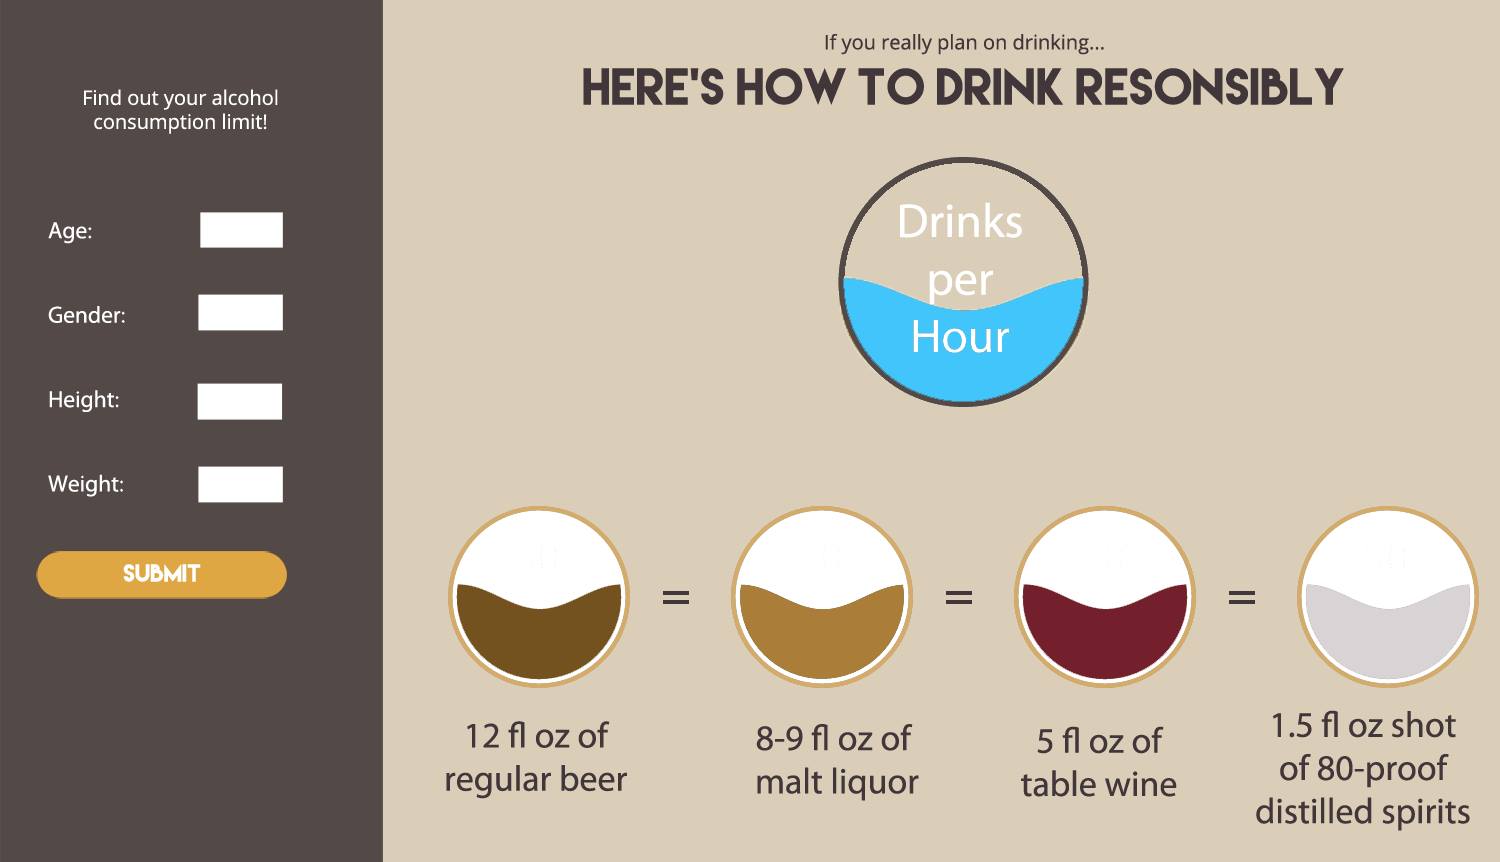 Find out your alcohol
consumption limit!
Age:
Gender:
Height:
Weight:
SUBMIT
If you really plan on drinking...
HERE'S HOW TO DRINK RESONSIBLY
Drinks
per
Hour
= = =
12 fl oz of
regular beer
8-9 fl oz of
malt liquor
5 fl oz of
table wine
1.5 fl oz shot
of 80-proof
distilled spirits